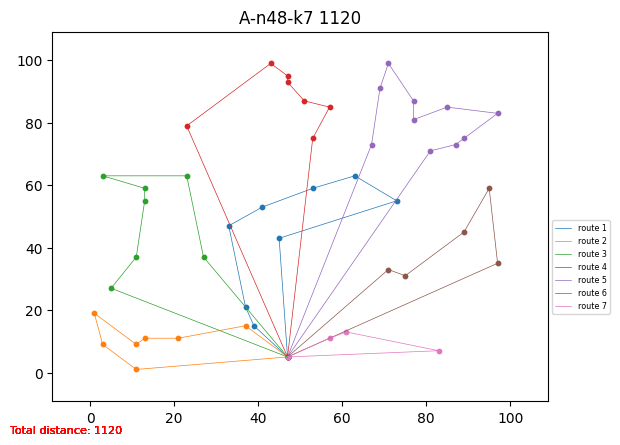 A-n48-k7 1120
100
80
60
40
20
0
0 20 40 60 80 100
route 1
route 2
route 3
route 4
route 5
route 6
route 7
Total distance: 1120